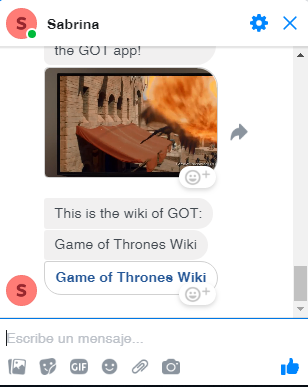 S
Sabrina
the GOT app!
This is the wiki of GOT:
Game of Thrones Wiki
Game of Thrones Wiki
S
Escribe un mensaje...
GIF